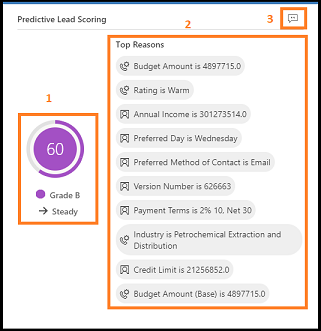 Predictive Lead Scoring
2
3
Top Reasons
Budget Amount is 4897715.0
Rating is Warm
1
Annual Income is 301273514.0
Preferred Day is Wednesday
60
Preferred Method of Contact is Email
Grade B
Version Number is 626663
Steady
Payment Terms is 2% 10, Net 30
Industry is Petrochemical Extraction and
Distribution
Credit Limit is 21256852.0
Budget Amount (Base) is 4897715.0